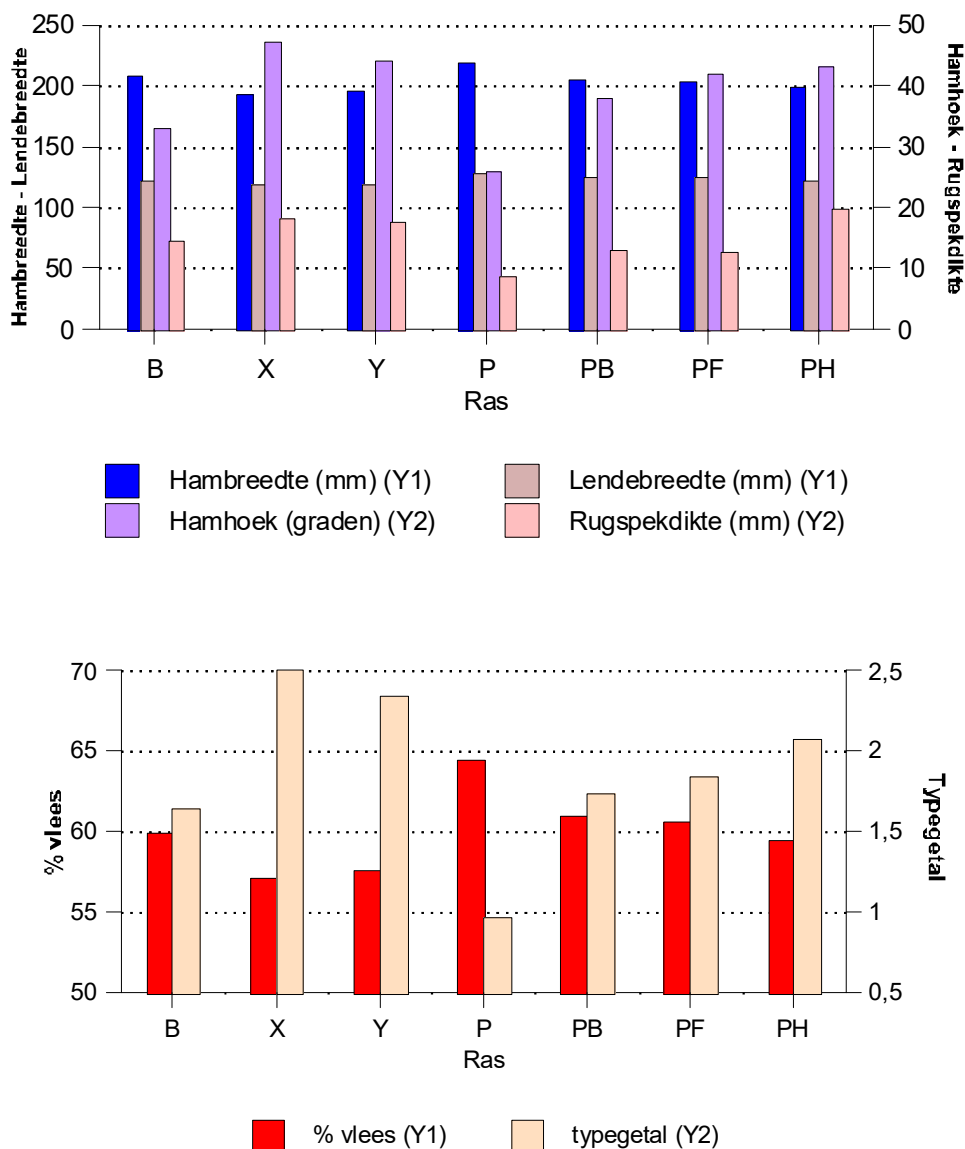 Hambreedte - Lendebreedte
250
200
150
100
50
0
50
40
30
20
10
0
Hamhoek - Rugspekdikte
B X Y P PB PF PH
Ras
Hambreedte (mm) (Y1) Lendebreedte (mm) (Y1)
Hamhoek (graden) (Y2) Rugspekdikte (mm) (Y2)
% vlees
70
65
60
55
50
2,5
2
1,5
1
0,5
Typegetal
B X Y P PB PF PH
Ras
% vlees (Y1) typegetal (Y2)